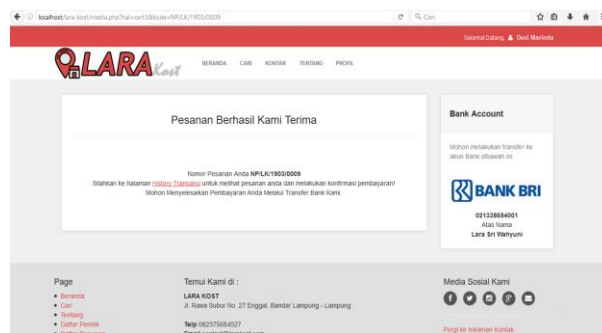 localhost/lara-kost/media.php?hal=cart3&kode=NP/LK/1903/0009
Cari
Selamat Datang, Desi Marlinda
LARA Kost
BERANDA CARI KONTAK TENTANG PROFIL
Pesanan Berhasil Kami Terima
Nomor Pesanan Anda NP/LK/1903/0009
Silahkan ke halaman History Transaksi untuk melihat pesanan anda dan melakukan konfirmasi pembayaran!
Mohon Menyelesaikan Pembayaran Anda Melalui Transfer Bank Kami.
Bank Account
Mohon melakukan transfer ke
akun Bank dibawah ini
BANK BRI
021338654001
Atas Nama
Lara Sri Wahyuni
Page
Beranda
Cari
Tentang
Daftar Pemilik
Temui Kami di :
LARA KOST
Jl. Rawa Subur No. 27 Enggal, Bandar Lampung - Lampung
Telp 082375684527
Media Sosial Kami
Pergi ke halaman Kontak